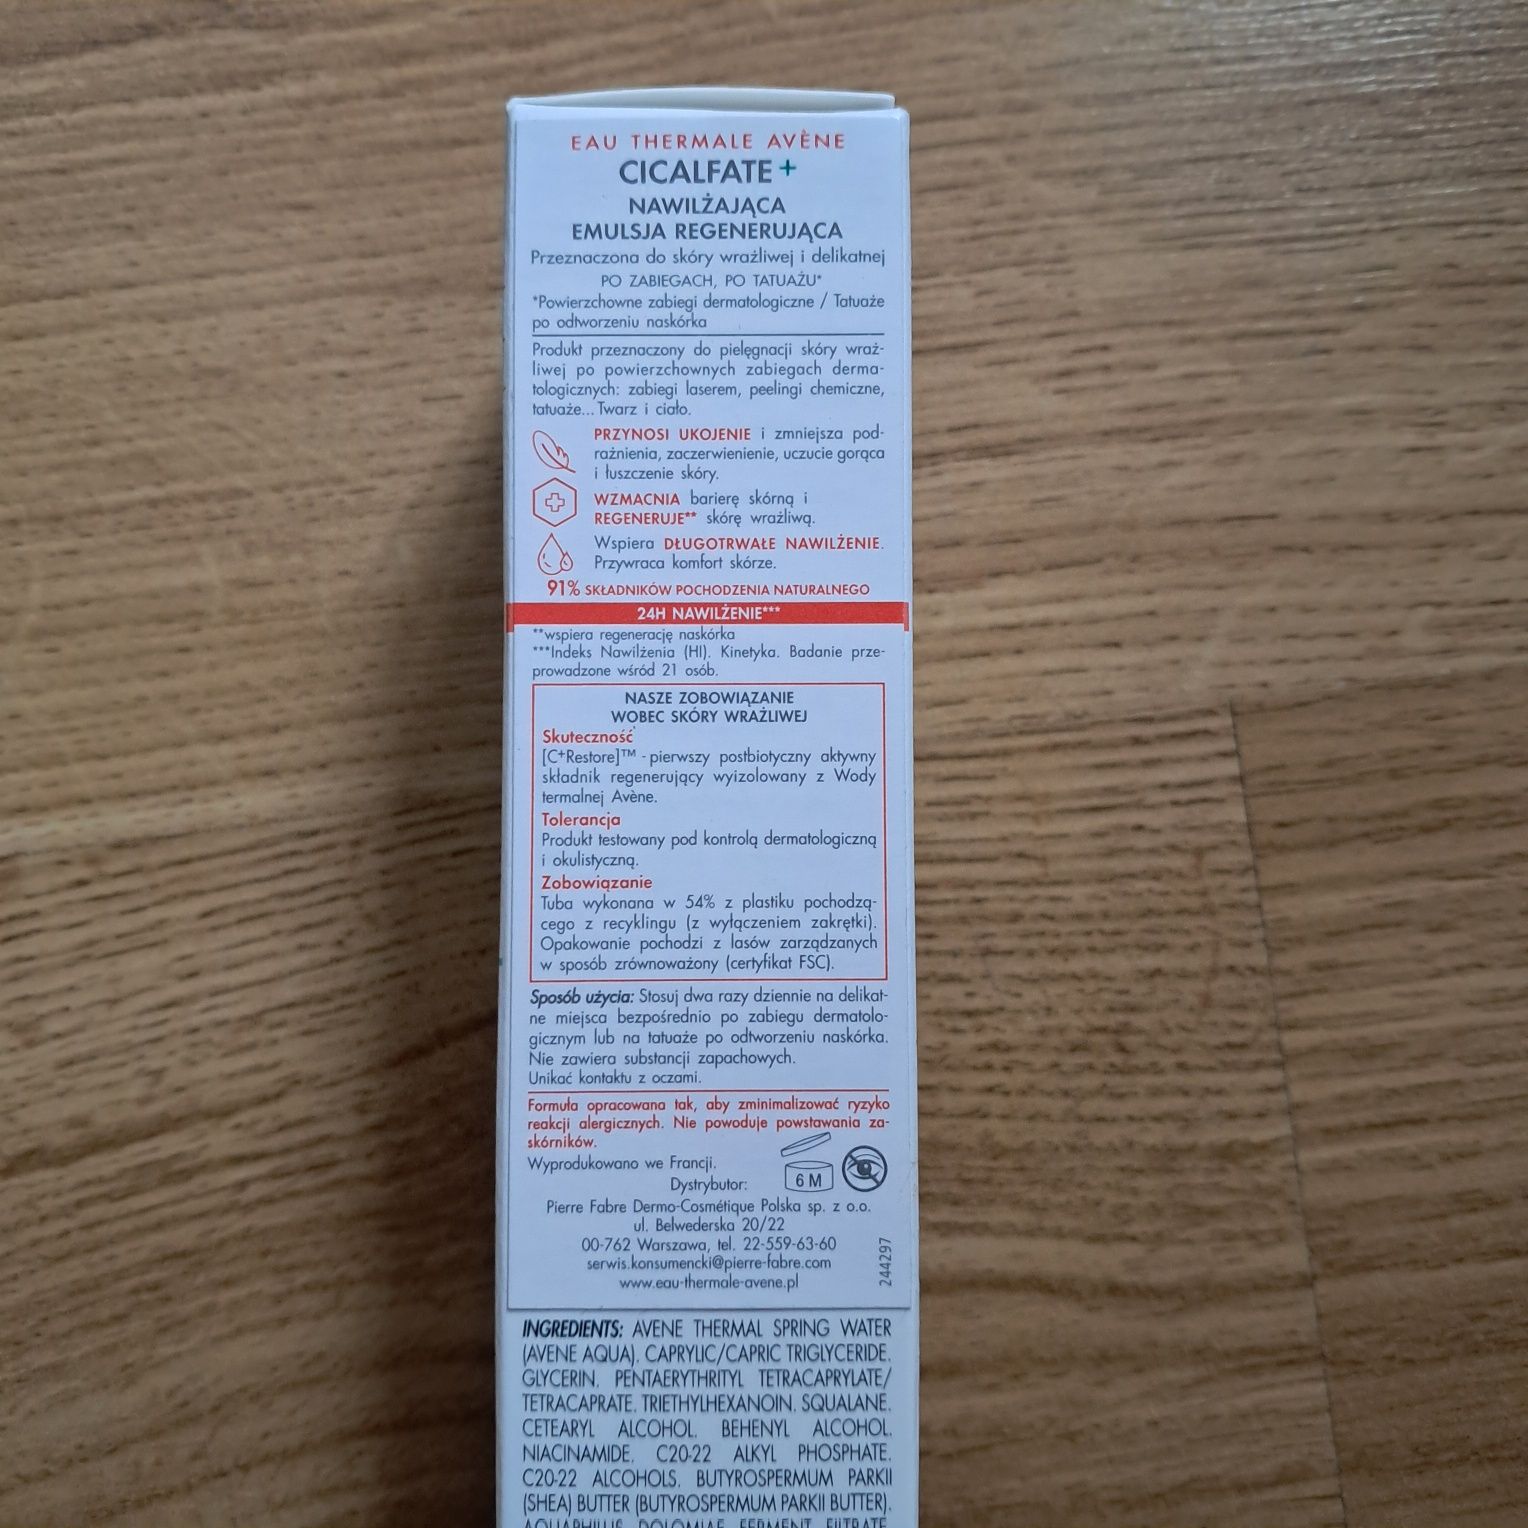 EAU THERMALE AVÈNE
CICALFATE+
NAWILŻAJĄCA
EMULSJA REGENERUJĄCA
Przeznaczona do skóry wrażliwej i delikatnej
PO ZABIEGACH, PO TATUAŻU*
*Powierzchowne zabiegi dermatologiczne / Tatuaże
po odtworzeniu naskórka
Produkt przeznaczony do pielęgnacji skóry wraż-
liwej po powierzchownych zabiegach derma-
tologicznych: zabiegi laserem, peelingi chemiczne,
tatuaże... Twarz i ciało.
PRZYNOSI UKOJENIE i zmniejsza pod-
rażnienia, zaczerwienienie, uczucie gorąca
i łuszczenie skóry.
WZMACNIA barierę skórną i
REGENERUJE** skórę wrażliwą.
Wspiera DŁUGOTRWAŁE NAWILŻENIE.
Przywraca komfort skórze.
91% SKŁADNIKÓW POCHODZENIA NATURALNEGO
24H NAWILŻENIE***
**wspiera regenerację naskórka
***Indeks Nawilżenia (HI). Kinetyka. Badanie prze-
prowadzone wśród 21 osób.
NASZE ZOBOWIĄZANIE
WOBEC SKÓRY WRAŻLIWEJ
Skuteczność
[C+Restore]™ - pierwszy postbiotyczny aktywny
składnik regenerujący wyizolowany z Wody
termalnej Avène.
Tolerancja
Produkt testowany pod kontrolą dermatologiczną
i okulistyczną.
Zobowiązanie
Tuba wykonana w 54% z plastiku pochodzą-
cego z recyklingu (z wyłączeniem zakrętki).
Opakowanie pochodzi z lasów zarządzanych
w sposób zrównoważony (certyfikat FSC).
Sposób użycia: Stosuj dwa razy dziennie na delikat-
ne miejsca bezpośrednio po zabiegu dermatolo-
gicznym lub na tatuaże po odtworzeniu naskórka.
Nie zawiera substancji zapachowych.
Unikać kontaktu z oczami.
Formuła opracowana tak, aby zminimalizować ryzyko
reakcji alergicznych. Nie powoduje powstawania za-
skórników.
Wyprodukowano we Francji.
Dystrybutor:
6 M
Pierre Fabre Dermo-Cosmétique Polska sp. z o.o.
ul. Belwederska 20/22
00-762 Warszawa, tel. 22-559-63-60
serwis.konsumencki@pierre-fabre.com
www.eau-thermale-avene.pl
244297
INGREDIENTS: AVENE THERMAL SPRING WATER
(AVENE AQUA). CAPRYLIC/CAPRIC TRIGLYCERIDE.
GLYCERIN. PENTAERYTHRITYL TETRACAPRYLATE/
TETRACAPRATE. TRIETHYLHEXANOIN. SQUALANE.
CETEARYL ALCOHOL. BEHENYL ALCOHOL.
NIACINAMIDE. C20-22 ALKYL PHOSPHATE.
C20-22 ALCOHOLS. BUTYROSPERMUM PARKII
(SHEA) BUTTER (BUTYROSPERMUM PARKII BUTTER).
AQUAPHILUS DOLOMIAE FERMENT FILTRATE.